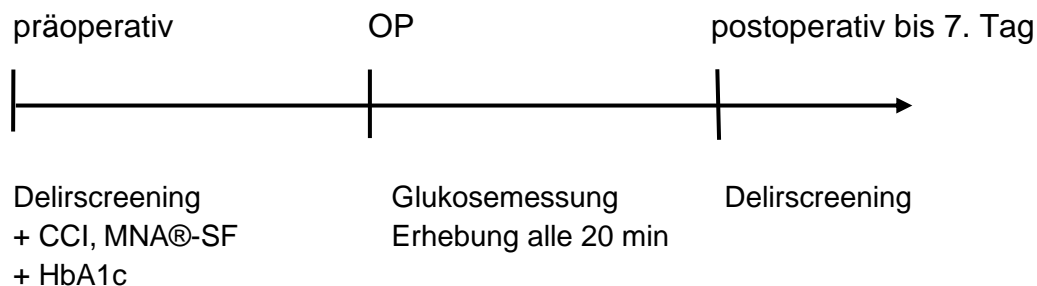 präoperativ OP postoperativ bis 7. Tag
Delirscreening Glukosemessung Delirscreening
+ CCI, MNA®-SF Erhebung alle 20 min
+ HbA1c